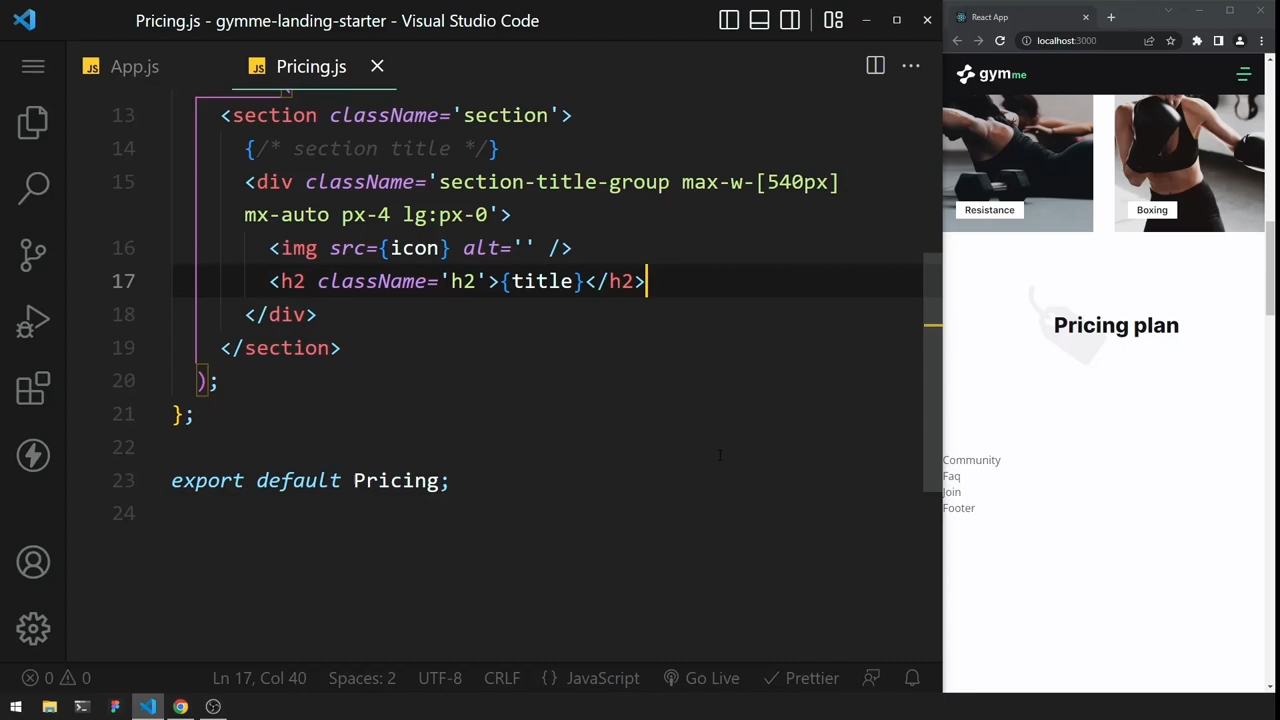 Pricing.js - gymme-landing-starter - Visual Studio Code
JS App.js
JS Pricing.js
13 <section className='section'>
14 {/* section title */}
15 <div className='section-title-group max-w-[540px]
mx-auto px-4 lg:px-0'>
16 <img src={icon} alt='' />
17 <h2 className='h2'>{title}</h2>
18 </div>
19 </section>
20 );
21 };
22
23 export default Pricing;
24
0 0
Ln 17, Col 40
Spaces: 2
UTF-8
CRLF
{} JavaScript
Go Live
Prettier
React App
localhost:3000
gymme
Resistance
Boxing
Pricing plan
Community
Faq
Join
Footer